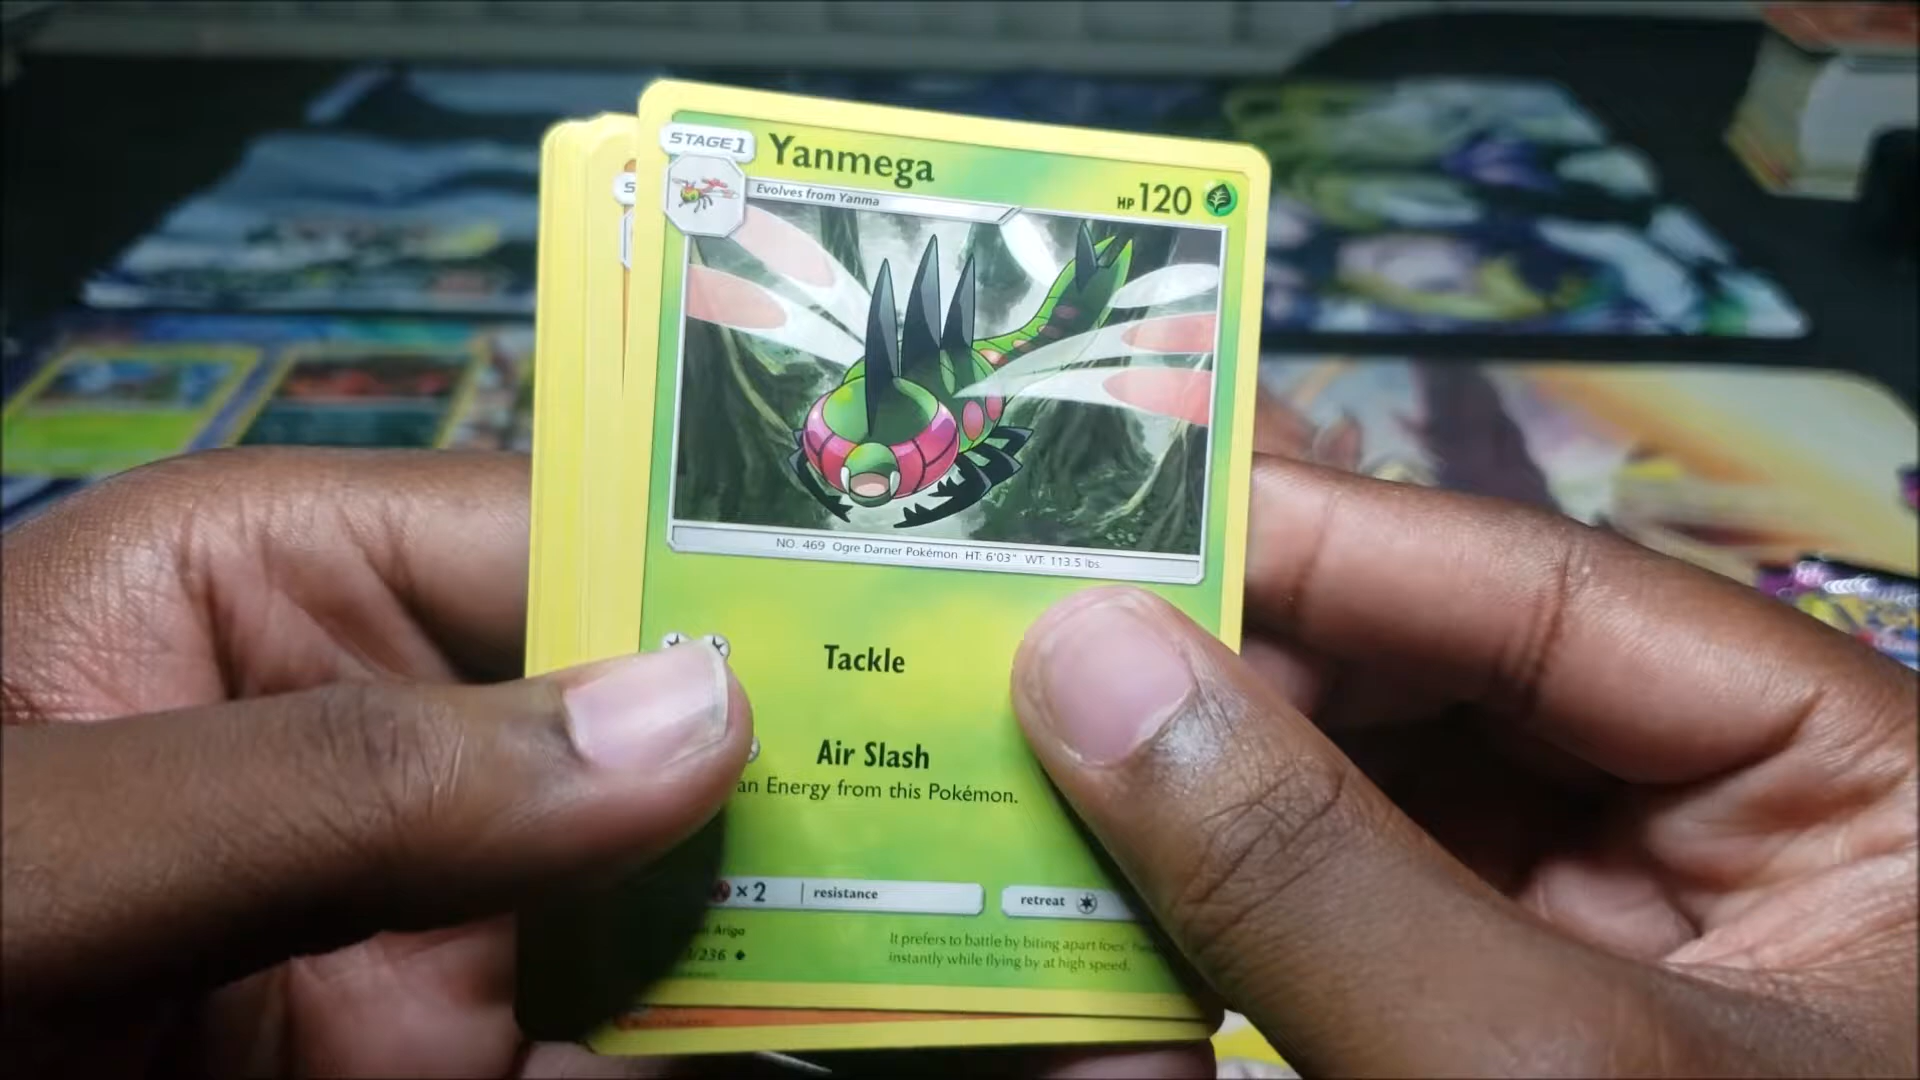 STAGE1
Yanmega
HP 120
Evolves from Yanma
NO. 469 Ogre Darner Pokémon HT: 6'03" WT: 113.5 lbs.
Tackle
Air Slash
an Energy from this Pokémon.
×2 resistance
retreat
Ariga
/236
It prefers to battle by biting apart foes'
instantly while flying by at high speed.